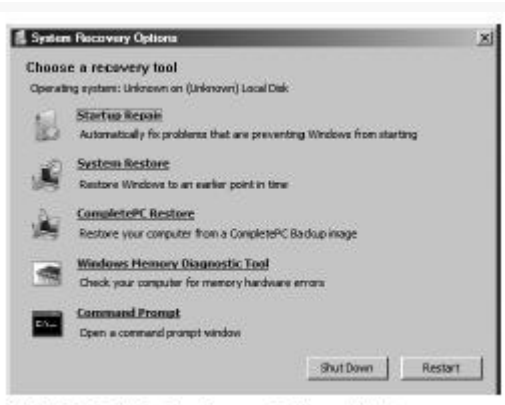 System Recovery Options
Choose a recovery tool
Operating system: Unknown on (Unknown) Local Disk
Startup Repair
Automatically fix problems that are preventing Windows from starting
System Restore
Restore Windows to an earlier point in time
CompletePC Restore
Restore your computer from a CompletePC Backup image
Windows Memory Diagnostic Tool
Check your computer for memory hardware errors
Command Prompt
Open a command prompt window
Shut Down Restart